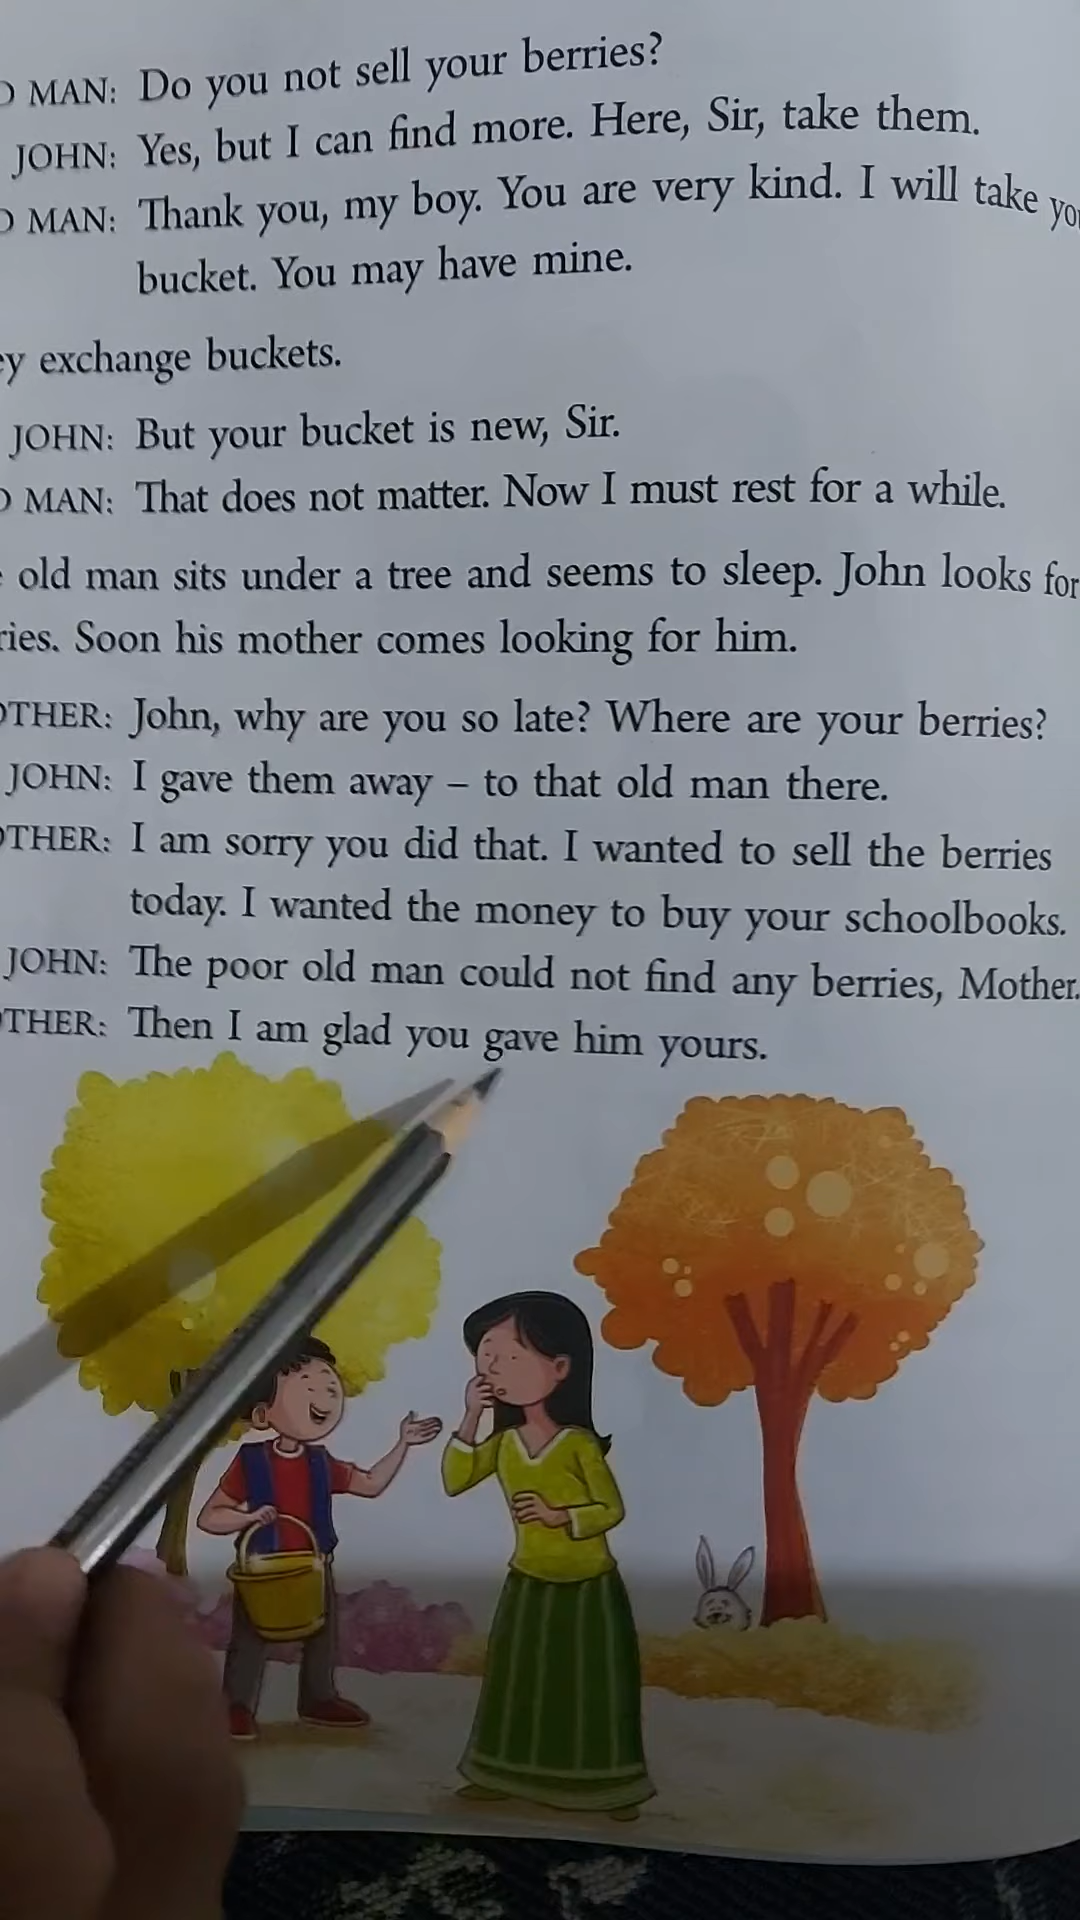 MAN: Do you not sell your berries?
JOHN: Yes, but I can find more. Here, Sir, take them.
MAN: Thank you, my boy. You are very kind. I will take
bucket. You may have mine.
exchange buckets.
JOHN: But your bucket is new, Sir.
MAN: That does not matter. Now I must rest for a while.
old man sits under a tree and seems to sleep. John looks for
Soon his mother comes looking for him.
OTHER: John, why are you so late? Where are your berries?
JOHN: I gave them away – to that old man there.
OTHER: I am sorry you did that. I wanted to sell the berries
today. I wanted the money to buy your schoolbooks.
JOHN: The poor old man could not find any berries, Mother.
THER: Then I am glad you gave him yours.